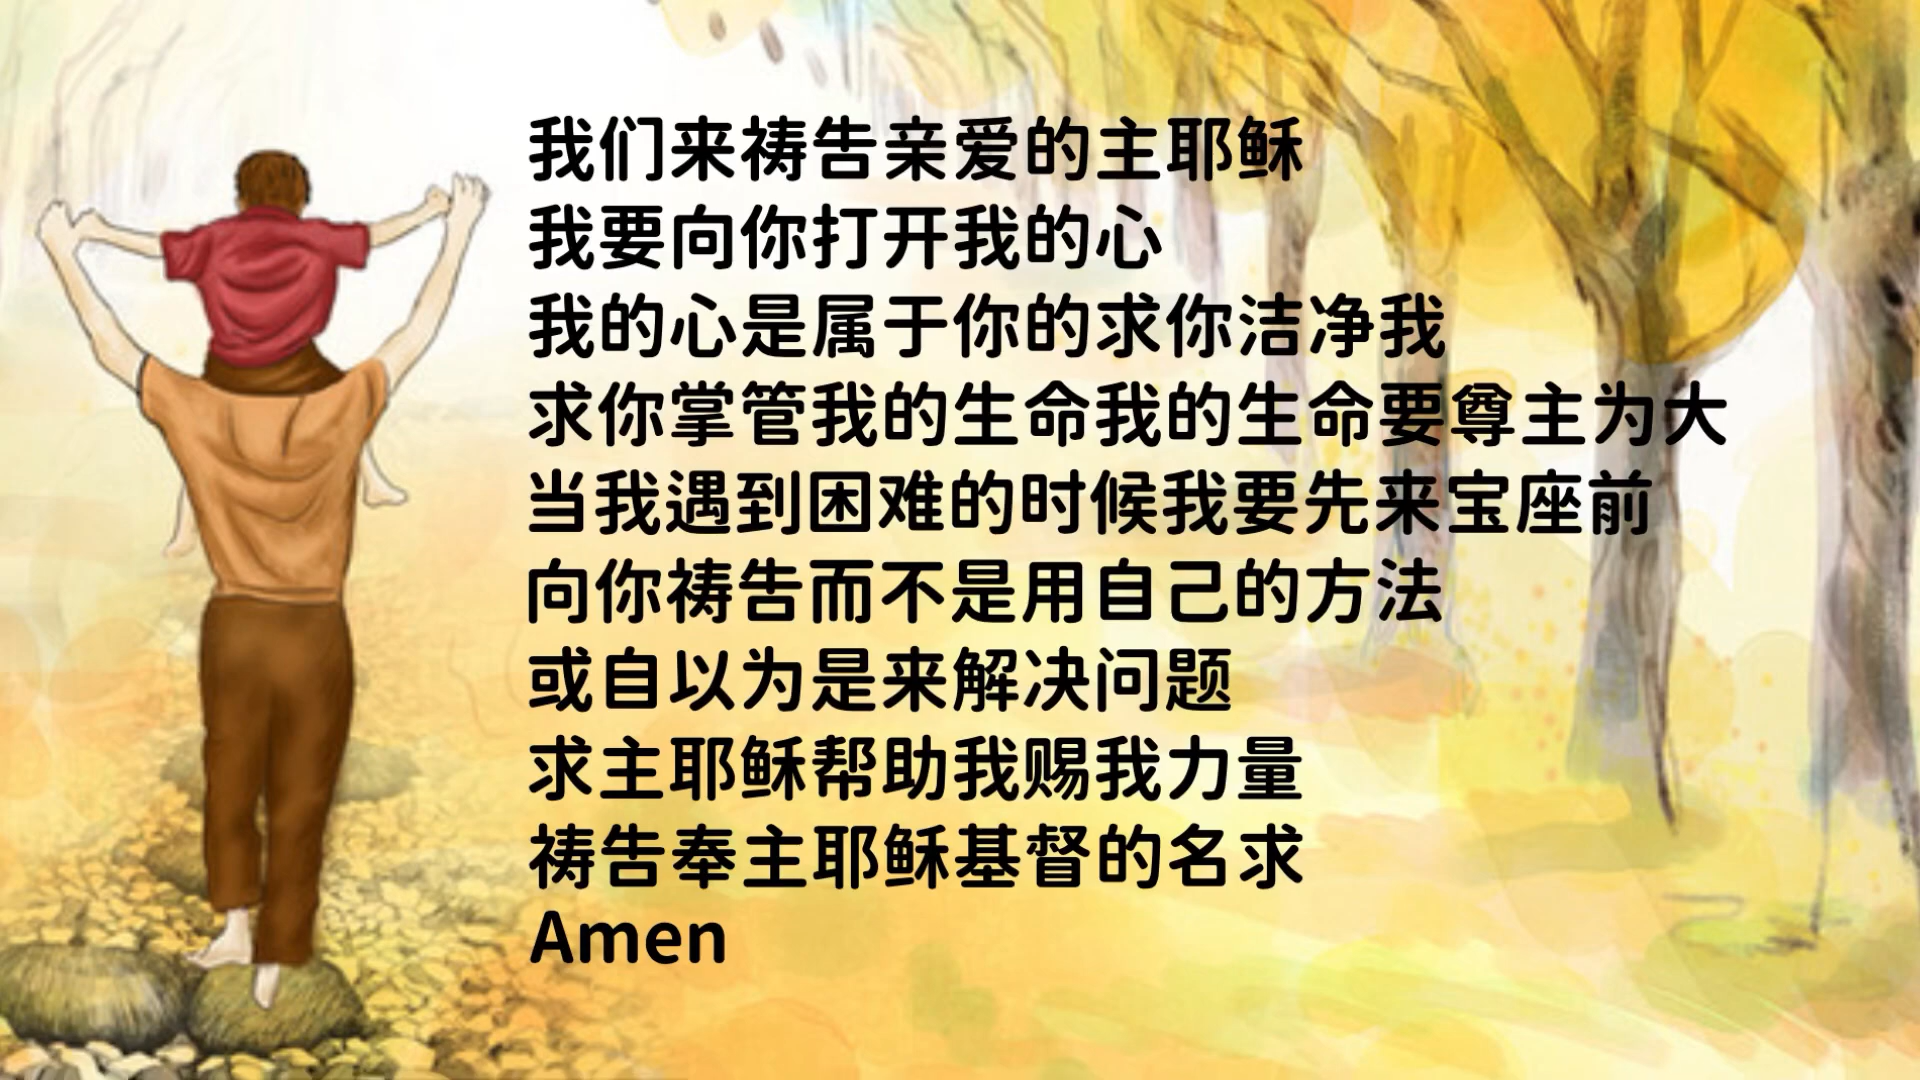 我们来祷告亲爱的主耶稣
我要向你打开我的心
我的心是属于你的求你洁净我
求你掌管我的生命我的生命要尊主为大
当我遇到困难的时候我要先来宝座前
向你祷告而不是用自己的方法
或自以为是来解决问题
求主耶稣帮助我赐我力量
祷告奉主耶稣基督的名求
Amen